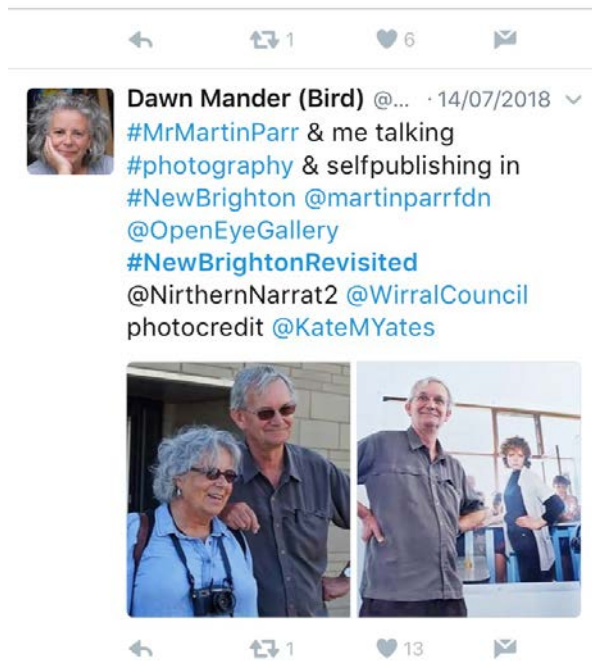 1 6
Dawn Mander (Bird) @... · 14/07/2018
#MrMartinParr & me talking
#photography & selfpublishing in
#NewBrighton @martinparrfdn
@OpenEyeGallery
#NewBrightonRevisited
@NirthernNarrat2 @WirralCouncil
photocredit @KateMYates
1 13